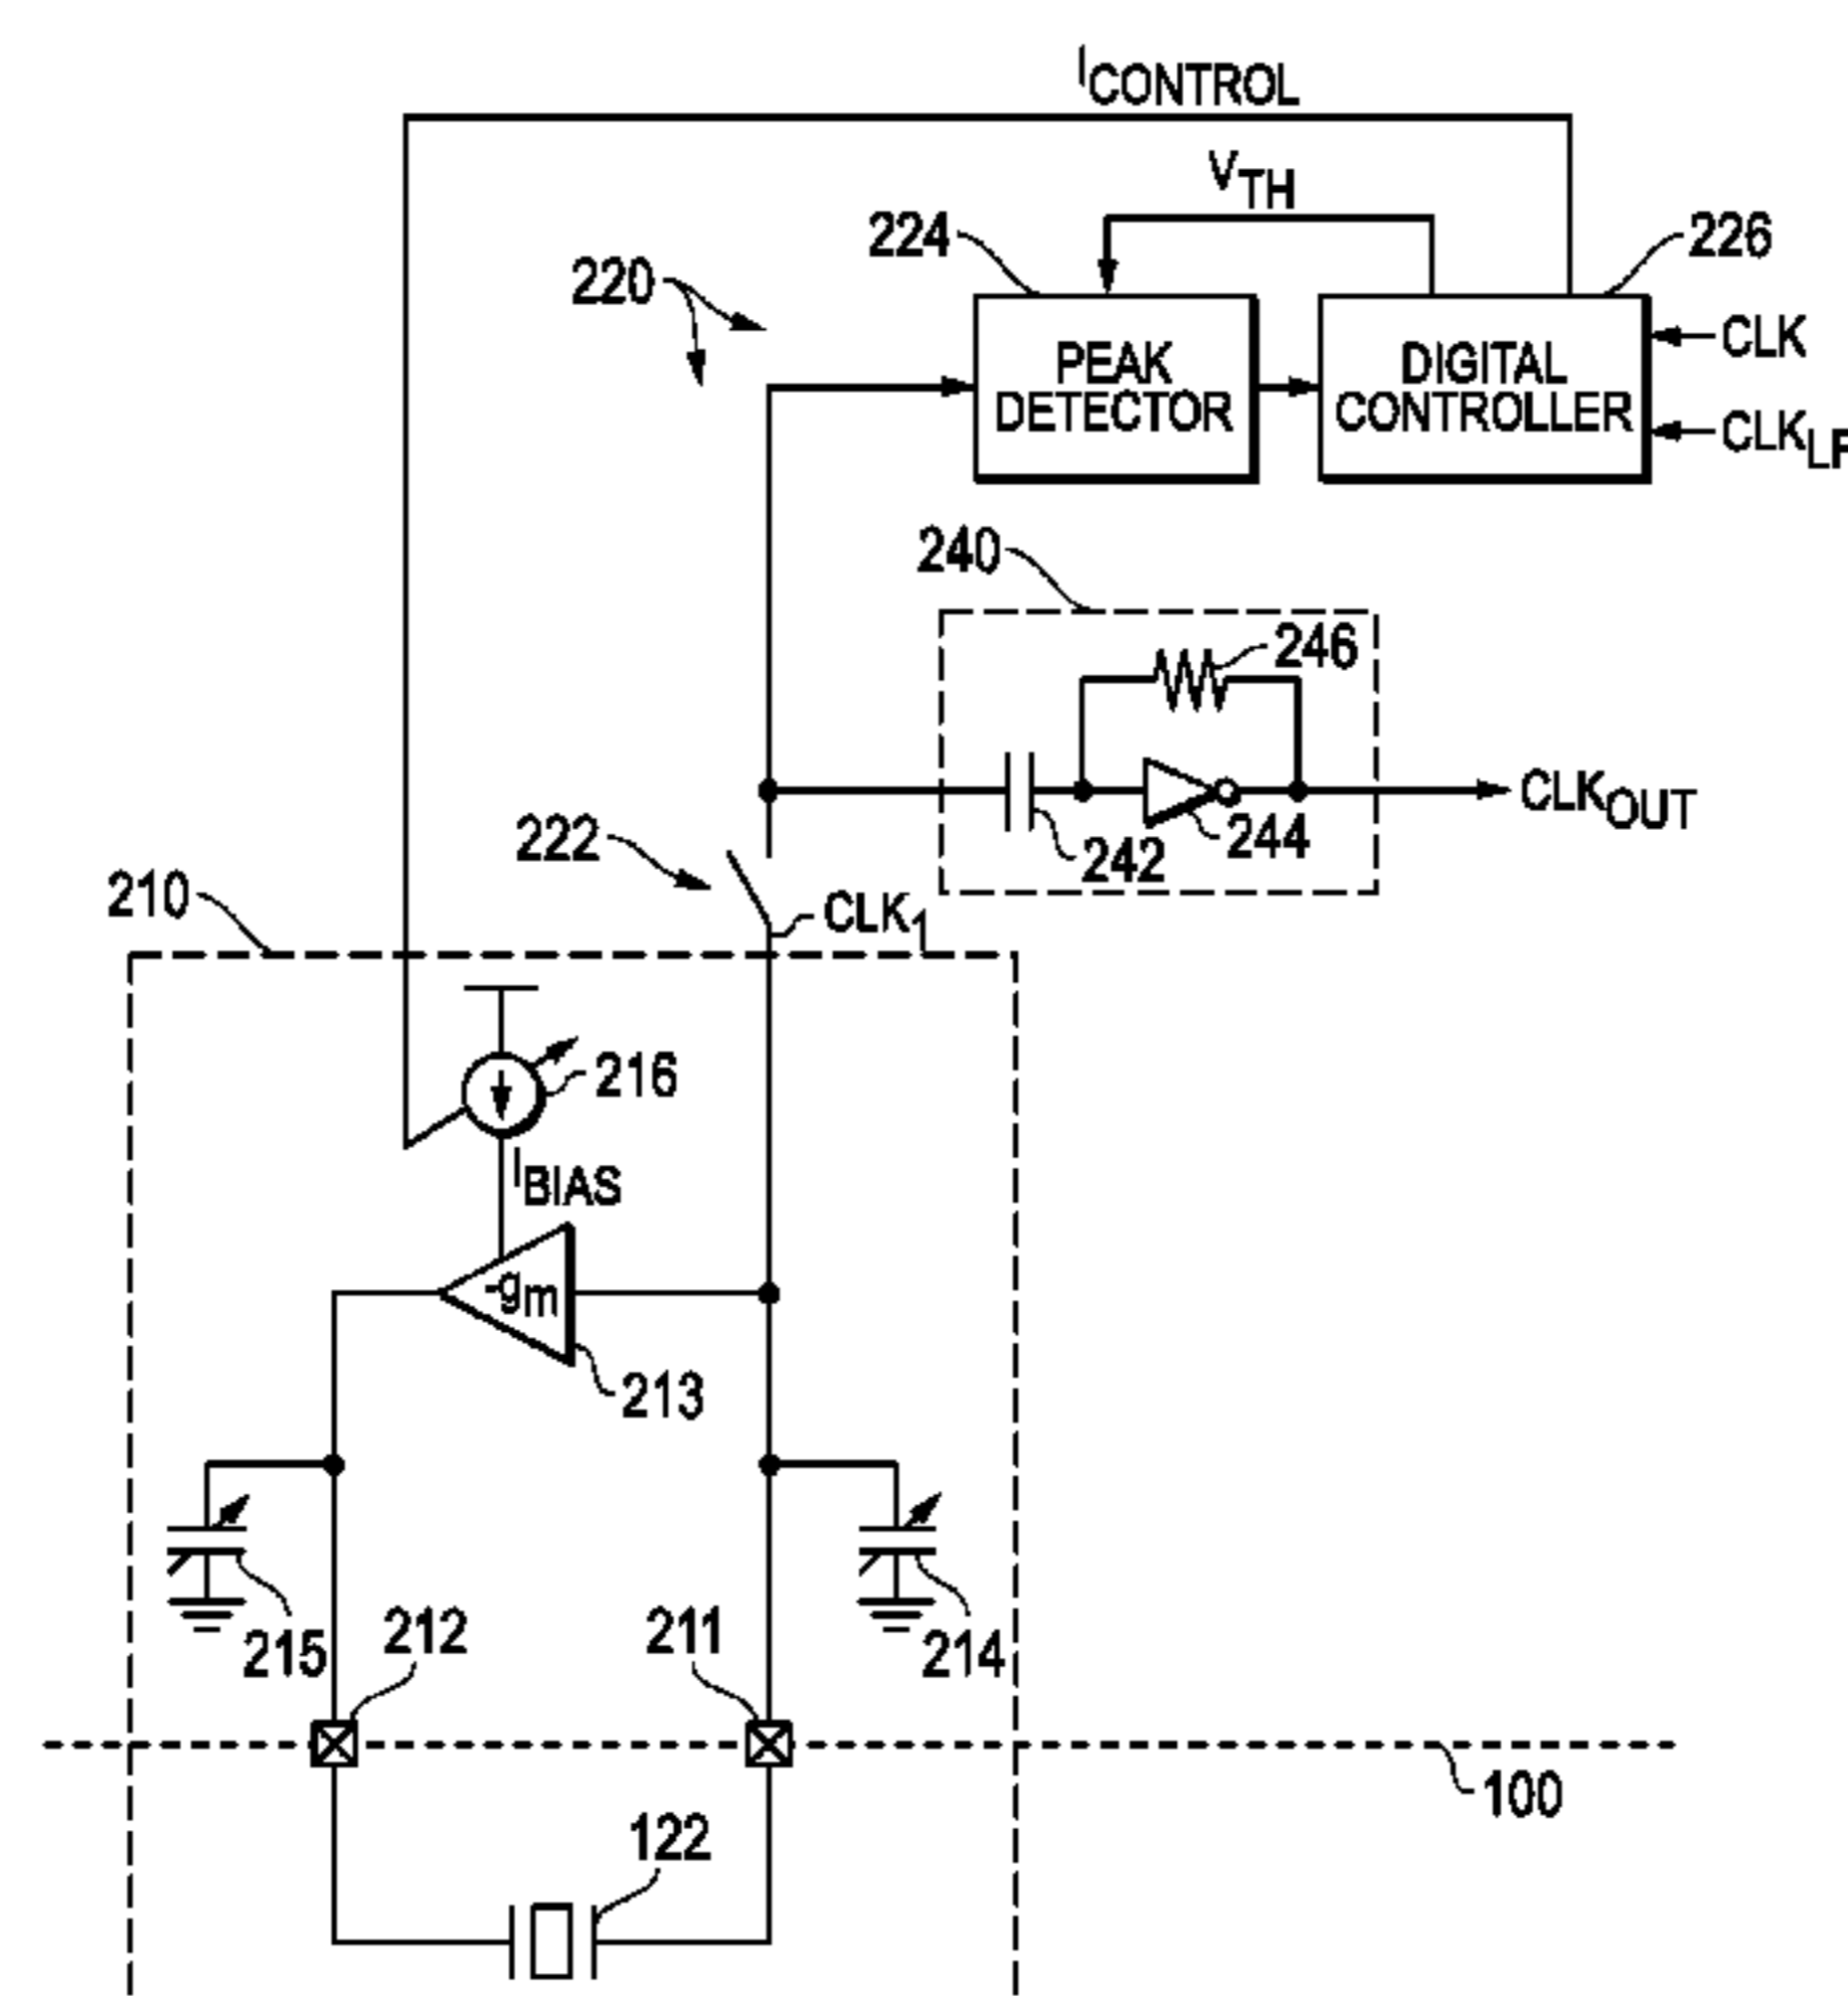 ICONTROL
VTH
224
226
220
CLK
PEAK
DETECTOR
DIGITAL
CONTROLLER
CLKLF
240
246
CLKOUT
222
242
244
210
CLK1
216
IBIAS
-gm
213
212
211
215
214
100
122